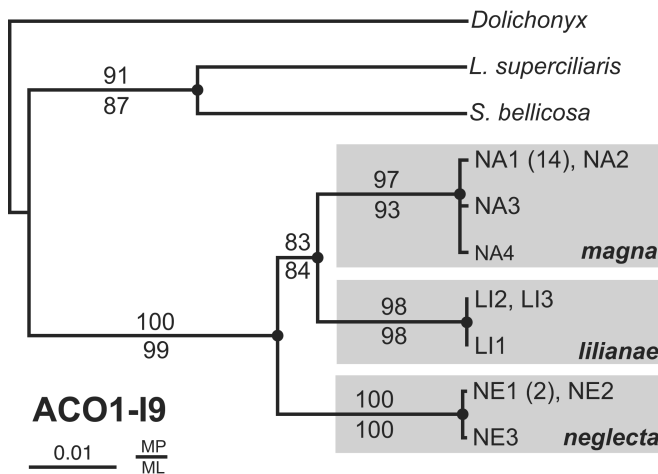 Dolichonyx
91
L. superciliaris
87
S. bellicosa
97
NA1 (14), NA2
93
NA3
83
NA4
magna
84
98
LI2, LI3
100
98
LI1
99
lilianae
100
NE1 (2), NE2
ACO1-I9
100
NE3
neglecta
0.01
MP
ML